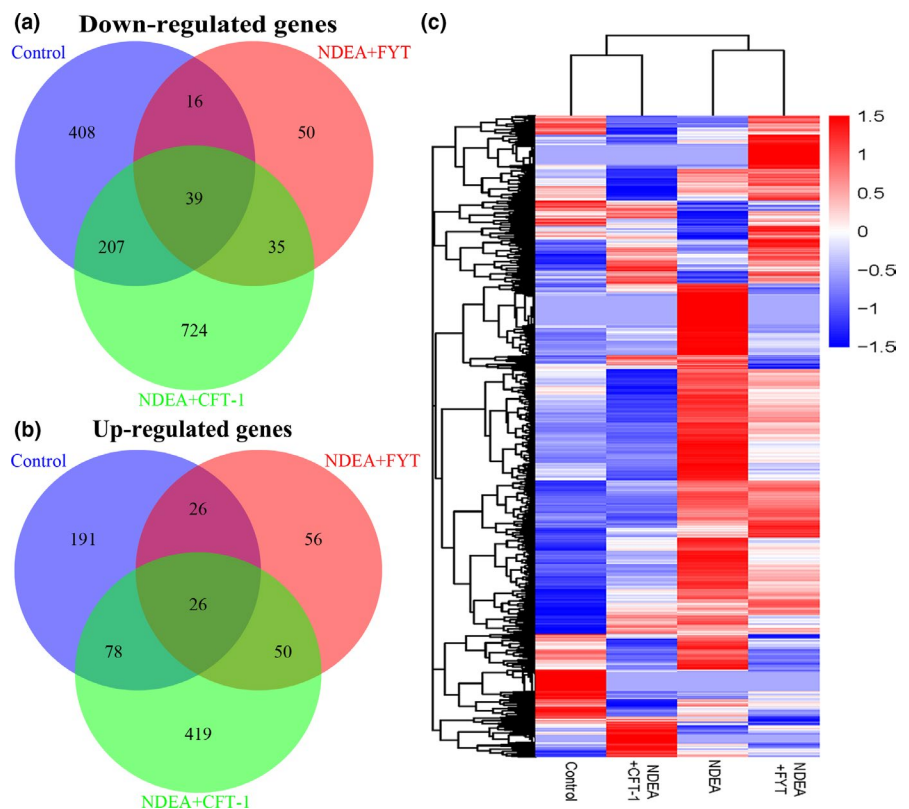 (a)
Down-regulated genes
Control
NDEA+FYT
16
408
50
39
207
35
724
NDEA+CFT-1
(b)
Up-regulated genes
Control
NDEA+FYT
26
191
56
26
78
50
419
NDEA+CFT-1
(c)
1.5
1
0.5
0
−0.5
−1
−1.5
Control
NDEA
+CFT-1
NDEA
NDEA
+FYT